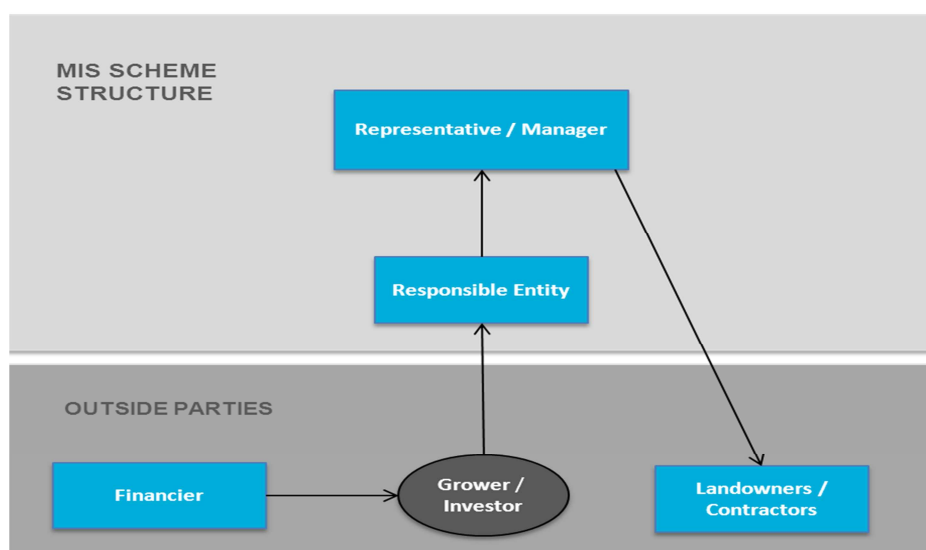 MIS SCHEME
STRUCTURE
Representative / Manager
Responsible Entity
OUTSIDE PARTIES
Financier
Grower /
Investor
Landowners /
Contractors